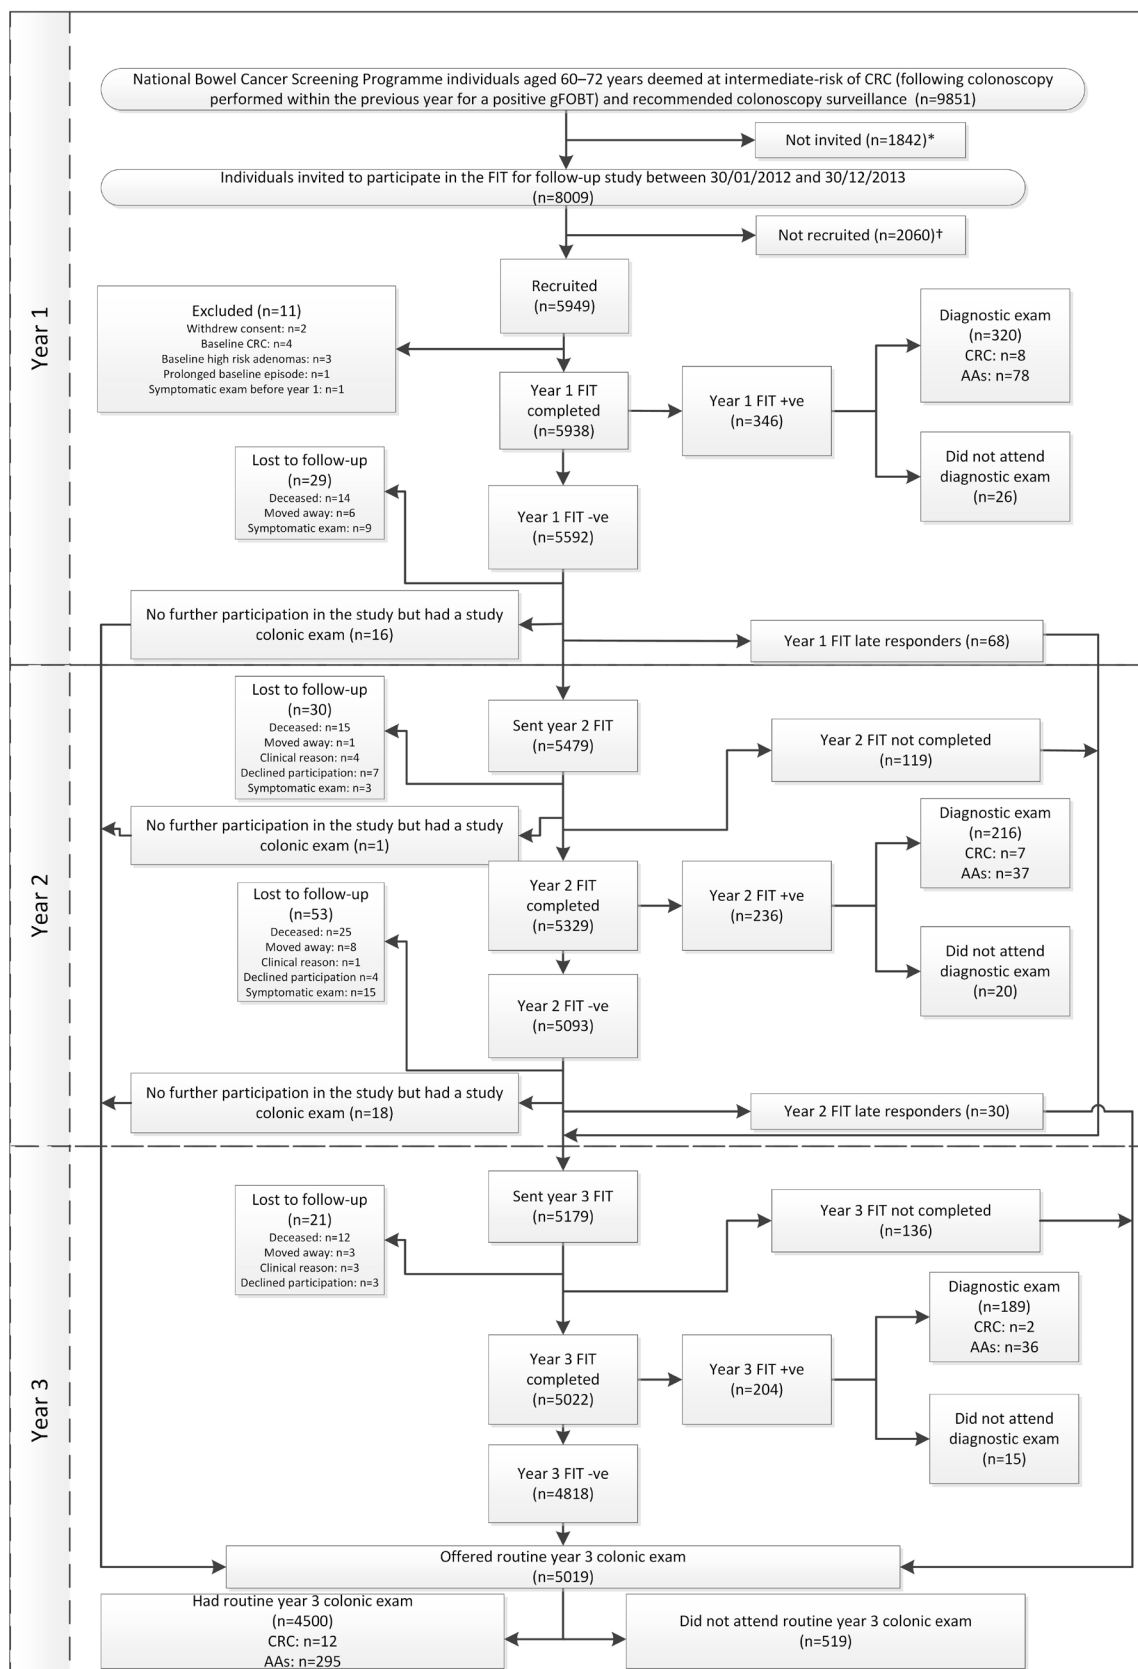 National Bowel Cancer Screening Programme individuals aged 60–72 years deemed at intermediate-risk of CRC (following colonoscopy
performed within the previous year for a positive gFOBT) and recommended colonoscopy surveillance (n=9851)
Not invited (n=1842)*
Individuals invited to participate in the FIT for follow-up study between 30/01/2012 and 30/12/2013
(n=8009)
Not recruited (n=2060)†
Year 1
Recruited
(n=5949)
Excluded (n=11)
Withdrew consent: n=2
Baseline CRC: n=4
Baseline high risk adenomas: n=3
Prolonged baseline episode: n=1
Symptomatic exam before year 1: n=1
Year 1 FIT
completed
(n=5938)
Year 1 FIT +ve
(n=346)
Diagnostic exam
(n=320)
CRC: n=8
AAs: n=78
Did not attend
diagnostic exam
(n=26)
Lost to follow-up
(n=29)
Deceased: n=14
Moved away: n=6
Symptomatic exam: n=9
Year 1 FIT -ve
(n=5592)
No further participation in the study but had a study
colonic exam (n=16)
Year 1 FIT late responders (n=68)
Year 2
Lost to follow-up
(n=30)
Deceased: n=15
Moved away: n=1
Clinical reason: n=4
Declined participation: n=7
Symptomatic exam: n=3
Sent year 2 FIT
(n=5479)
Year 2 FIT not completed
(n=119)
No further participation in the study but had a study
colonic exam (n=1)
Year 2 FIT
completed
(n=5329)
Year 2 FIT +ve
(n=236)
Diagnostic exam
(n=216)
CRC: n=7
AAs: n=37
Did not attend
diagnostic exam
(n=20)
Lost to follow-up
(n=53)
Deceased: n=25
Moved away: n=8
Clinical reason: n=1
Declined participation n=4
Symptomatic exam: n=15
Year 2 FIT -ve
(n=5093)
No further participation in the study but had a study
colonic exam (n=18)
Year 2 FIT late responders (n=30)
Year 3
Sent year 3 FIT
(n=5179)
Lost to follow-up
(n=21)
Deceased: n=12
Moved away: n=3
Clinical reason: n=3
Declined participation: n=3
Year 3 FIT not completed
(n=136)
Year 3 FIT
completed
(n=5022)
Year 3 FIT +ve
(n=204)
Diagnostic exam
(n=189)
CRC: n=2
AAs: n=36
Did not attend
diagnostic exam
(n=15)
Year 3 FIT -ve
(n=4818)
Offered routine year 3 colonic exam
(n=5019)
Had routine year 3 colonic exam
(n=4500)
CRC: n=12
AAs: n=295
Did not attend routine year 3 colonic exam
(n=519)